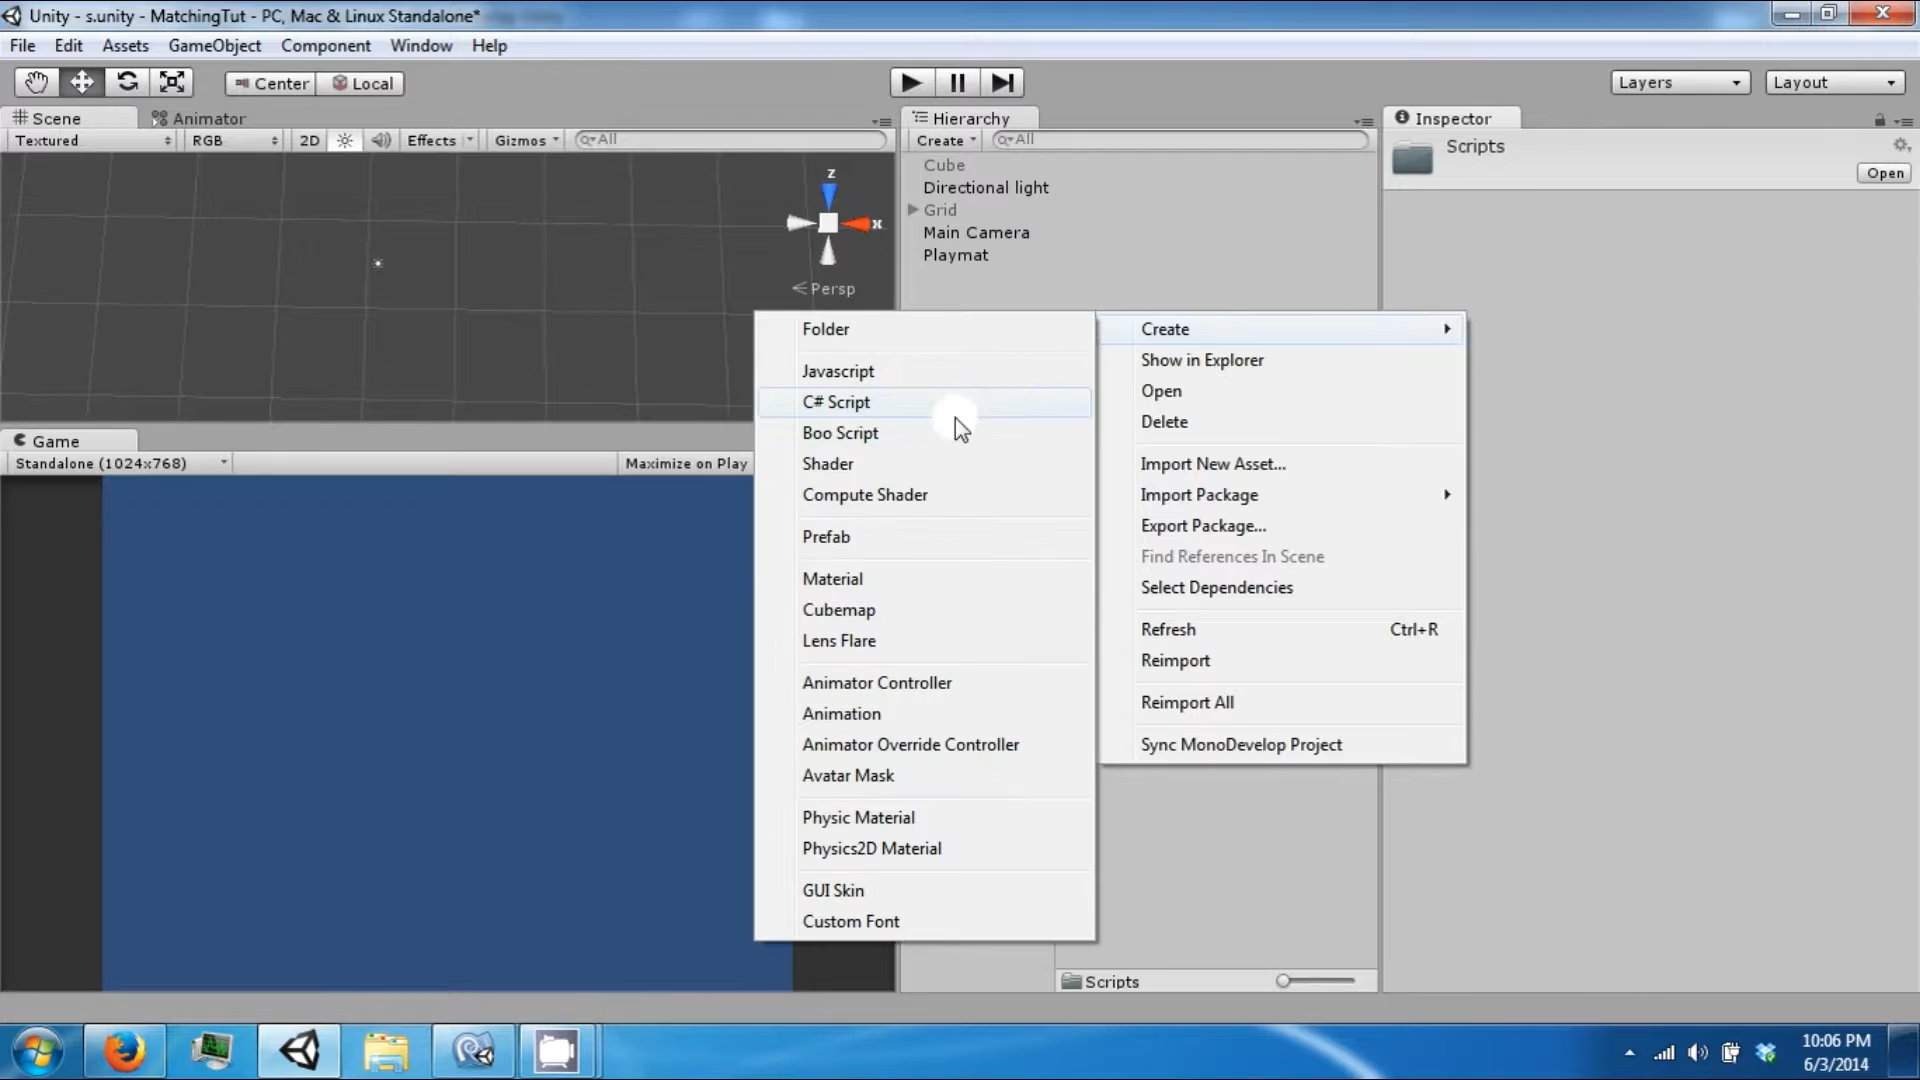 Unity - s.unity - MatchingTut - PC, Mac & Linux Standalone*
File Edit Assets GameObject Component Window Help
Center Local
Layers Layout
Scene Animator
Textured RGB 2D Effects Gizmos All
Z
X
Persp
Hierarchy
Create All
Cube
Directional light
Grid
Main Camera
Playmat
Inspector
Scripts
Open
Game
Standalone (1024x768) Maximize on Play
Folder
Javascript
C# Script
Boo Script
Shader
Compute Shader
Prefab
Material
Cubemap
Lens Flare
Animator Controller
Animation
Animator Override Controller
Avatar Mask
Physic Material
Physics2D Material
GUI Skin
Custom Font
Create
Show in Explorer
Open
Delete
Import New Asset...
Import Package
Export Package...
Find References In Scene
Select Dependencies
Refresh Ctrl+R
Reimport
Reimport All
Sync MonoDevelop Project
Scripts
10:06 PM
6/3/2014